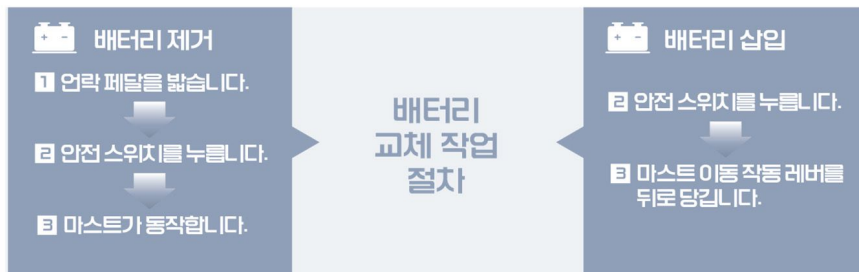 배터리 제거
1 언락 페달을 밟습니다.
2 안전 스위치를 누릅니다.
3 마스트가 동작합니다.
배터리
교체 작업
절차
배터리 삽입
2 안전 스위치를 누릅니다.
3 마스트 이동 작동 레버를
뒤로 당깁니다.